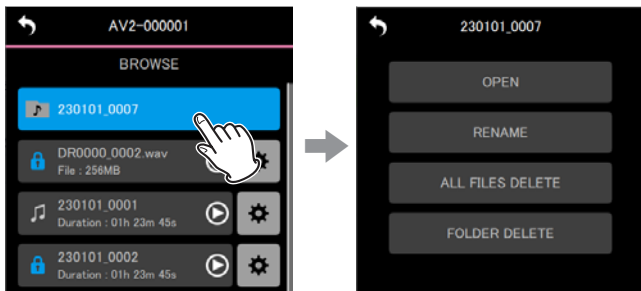 AV2-000001
BROWSE
230101_0007
DR0000_0002.wav
File : 256MB
230101_0001
Duration : 01h 23m 45s
230101_0002
Duration : 01h 23m 45s
230101_0007
OPEN
RENAME
ALL FILES DELETE
FOLDER DELETE